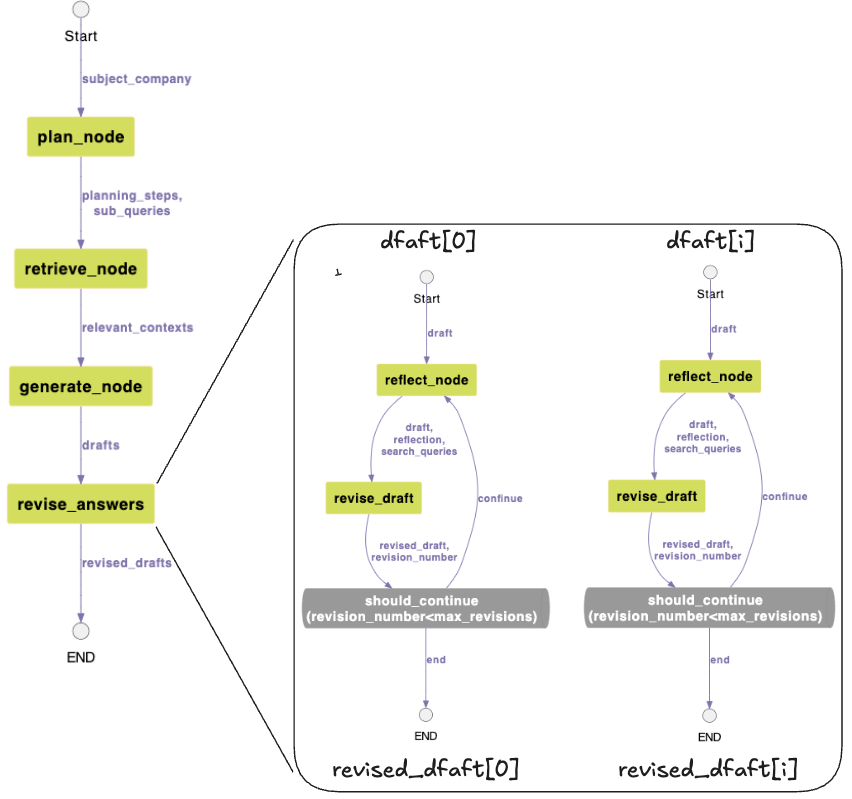 Start
subject_company
plan_node
planning_steps,
sub_queries
retrieve_node
relevant_contexts
generate_node
drafts
revise_answers
revised_drafts
END
dfaft[0]
Start
draft
reflect_node
draft,
reflection,
search_queries
revise_draft
continue
revised_draft,
revision_number
should_continue
(revision_number<max_revisions)
end
END
revised_dfaft[0]
dfaft[i]
Start
draft
reflect_node
draft,
reflection,
search_queries
revise_draft
continue
revised_draft,
revision_number
should_continue
(revision_number<max_revisions)
end
END
revised_dfaft[i]